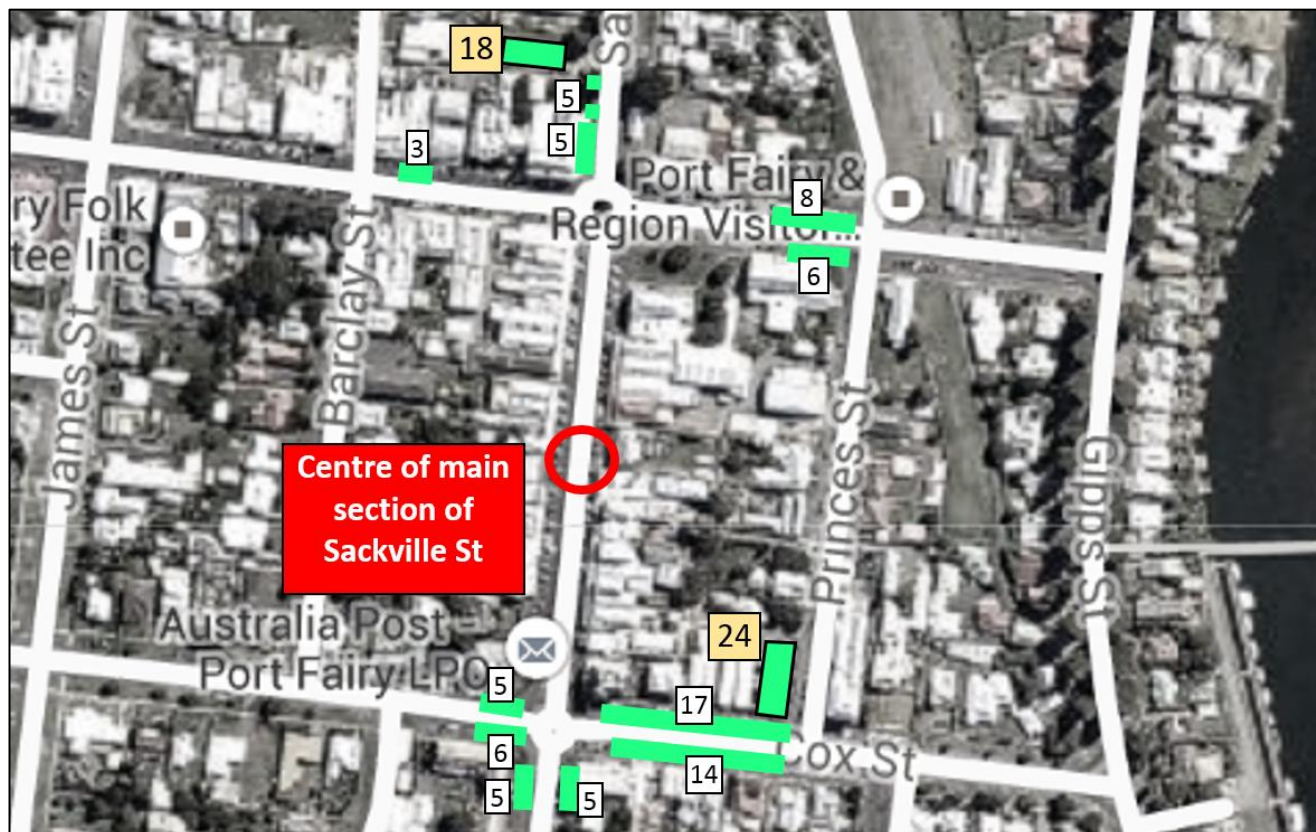 18
Sa
5
5
3
Port Fairy &
8
ry Folk
Region Visitor...
tee Inc
6
Barclay St
James St
Princes St
Gibbs St
Centre of main
section of
Sackville St
Australia Post -
Port Fairy LPO
24
5
17
6
Cox St
14
5
5